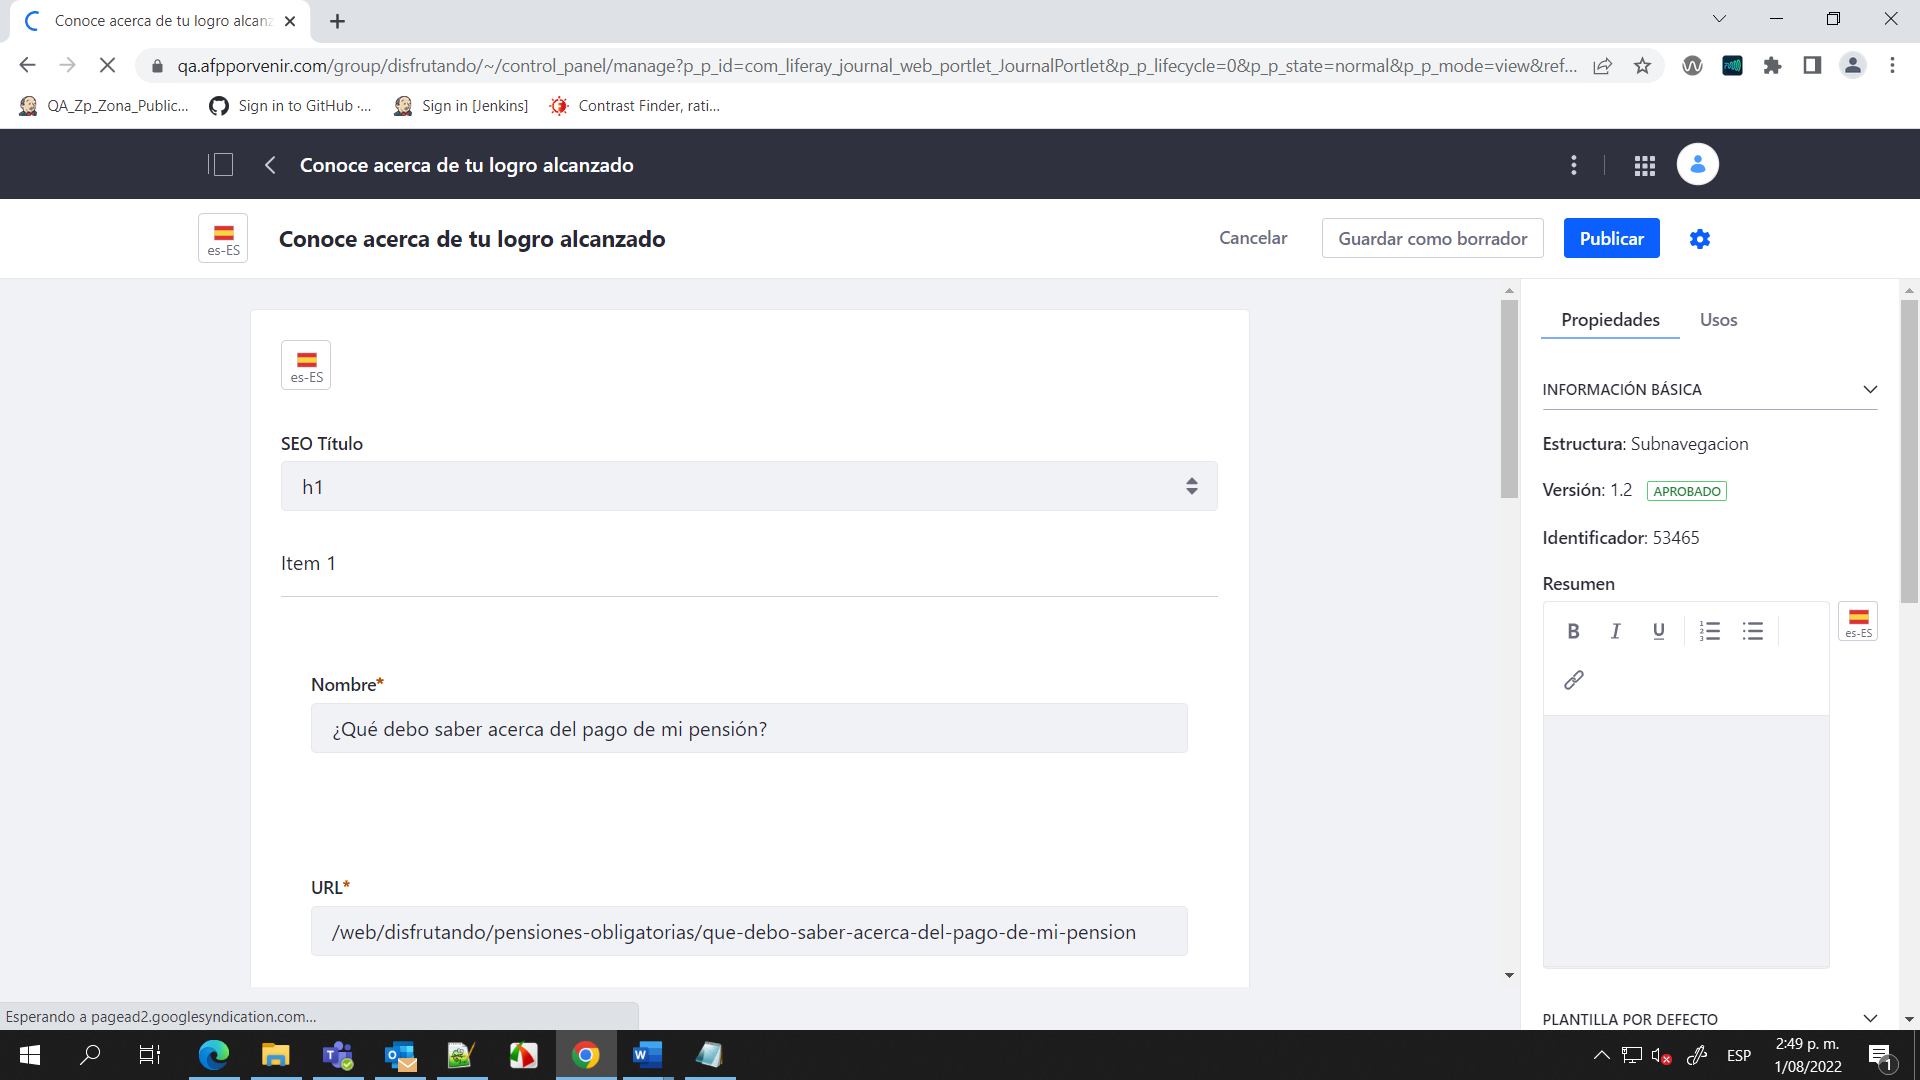 Conoce acerca de tu logro alcanz
qa.afpporvenir.com/group/disfrutando/~/control_panel/manage?p_p_id=com_liferay_journal_web_portlet_JournalPortlet&p_p_lifecycle=0&p_p_state=normal&p_p_mode=view&ref...
QA_Zp_Zona_Public... Sign in to GitHub ·... Sign in [Jenkins] Contrast Finder, rati...
Conoce acerca de tu logro alcanzado
es-ES Conoce acerca de tu logro alcanzado Cancelar Guardar como borrador Publicar
Propiedades Usos
es-ES
INFORMACIÓN BÁSICA
SEO Título
Estructura: Subnavegacion
h1
Versión: 1.2 APROBADO
Identificador: 53465
Item 1
Resumen
es-ES
B I U
Nombre*
¿Qué debo saber acerca del pago de mi pensión?
URL*
/web/disfrutando/pensiones-obligatorias/que-debo-saber-acerca-del-pago-de-mi-pension
Esperando a pagead2.googlesyndication.com...
PLANTILLA POR DEFECTO
ESP
2:49 p. m.
1/08/2022
1